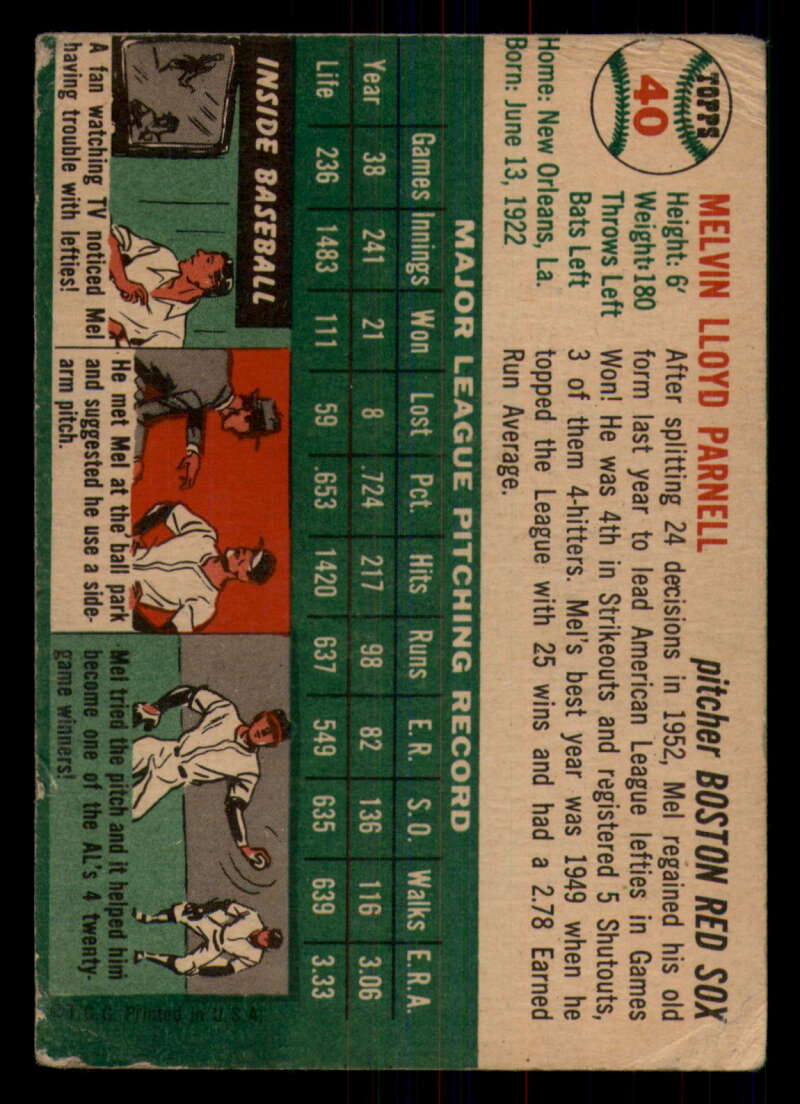 TOPPS
40
MELVIN LLOYD PARNELL
pitcher BOSTON RED SOX
Height: 6'
Weight: 180
Throws Left
Bats Left
Home: New Orleans, La.
Born: June 13, 1922
After splitting 24 decisions in 1952, Mel regained his old
form last year to lead American League lefties in Games
Won! He was 4th in Strikeouts and registered 5 Shutouts,
3 of them 4-hitters. Mel's best year was 1949 when he
topped the League with 25 wins and had a 2.78 Earned
Run Average.
MAJOR LEAGUE PITCHING RECORD
Games Innings Won Lost Pct. Hits Runs E.R. S.O. Walks E.R.A.
Year 38 241 21 8 .724 217 98 82 136 116 3.06
Life 236 1483 111 59 .653 1420 637 549 635 639 3.33
INSIDE BASEBALL
A fan watching TV noticed Mel
having trouble with lefties!
He met Mel at the ball park
and suggested he use a side-
arm pitch.
Mel tried the pitch and it helped him
become one of the AL's 4 twenty-
game winners!
© T.C.G. Printed in U.S.A.